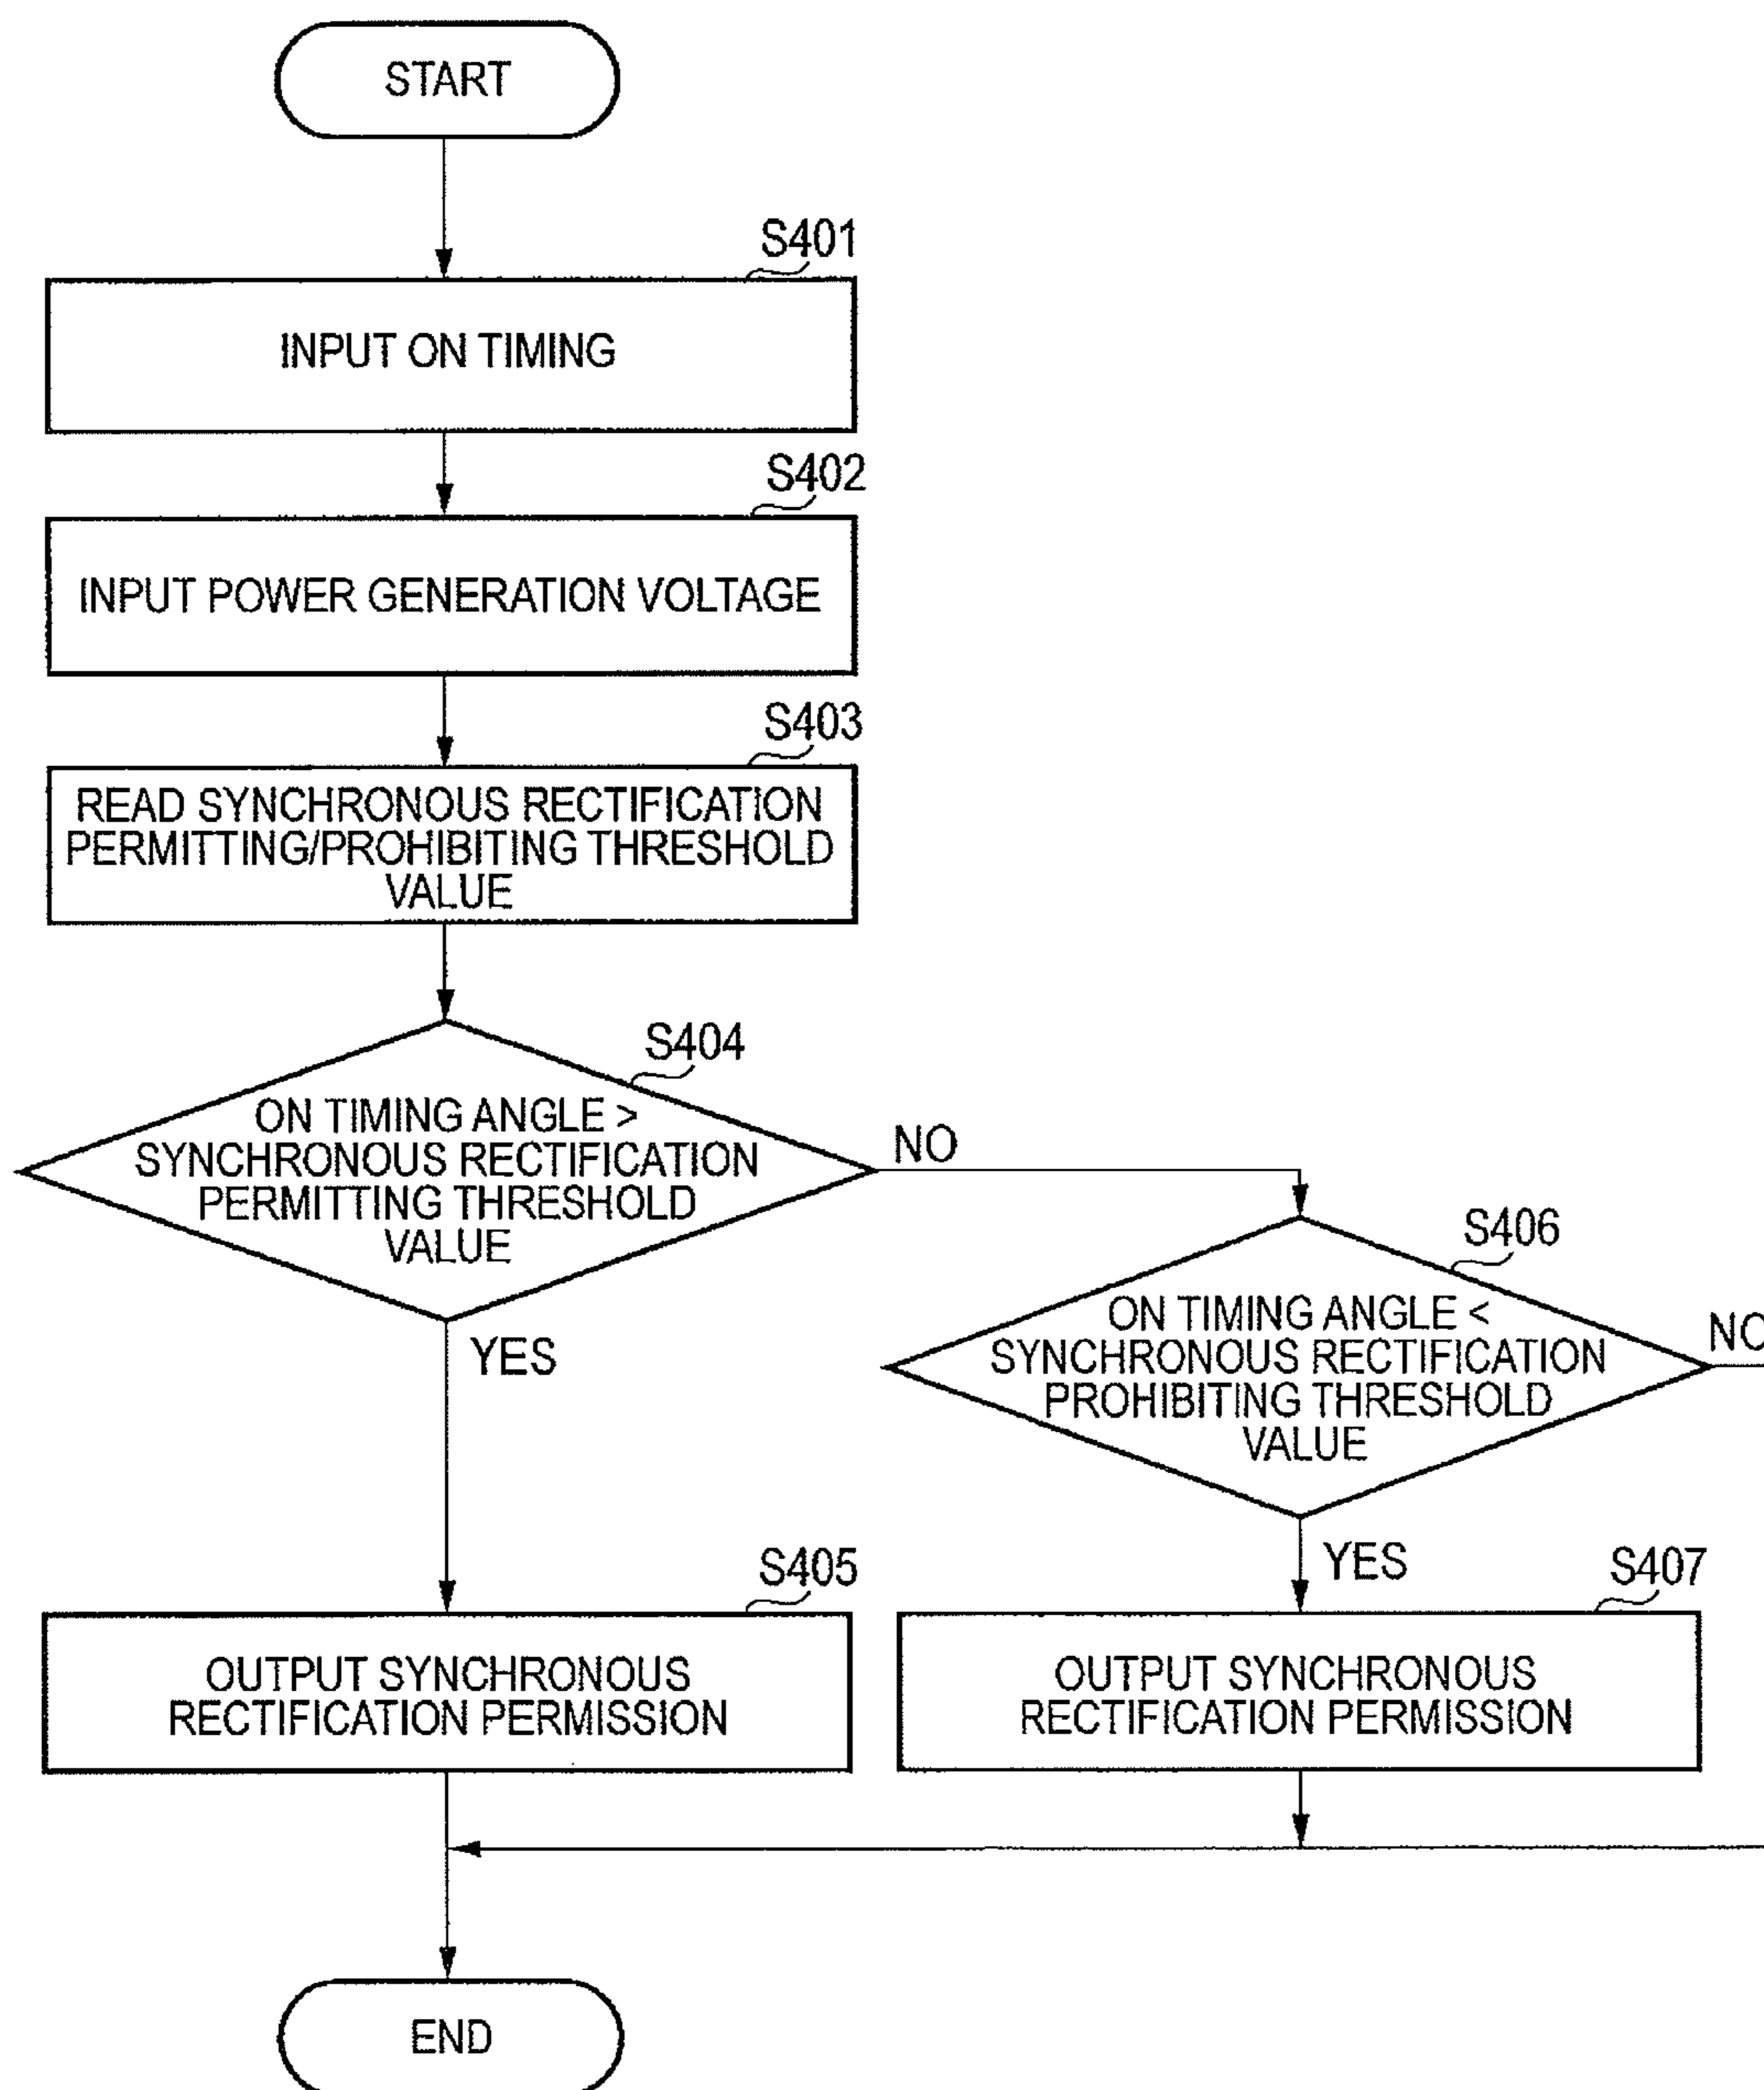 START
S401
INPUT ON TIMING
S402
INPUT POWER GENERATION VOLTAGE
S403
READ SYNCHRONOUS RECTIFICATION
PERMITTING/PROHIBITING THRESHOLD
VALUE
S404
ON TIMING ANGLE >
SYNCHRONOUS RECTIFICATION
PERMITTING THRESHOLD
VALUE
NO
YES
S406
ON TIMING ANGLE <
SYNCHRONOUS RECTIFICATION
PROHIBITING THRESHOLD
VALUE
NO
YES
S405
OUTPUT SYNCHRONOUS
RECTIFICATION PERMISSION
S407
OUTPUT SYNCHRONOUS
RECTIFICATION PERMISSION
END